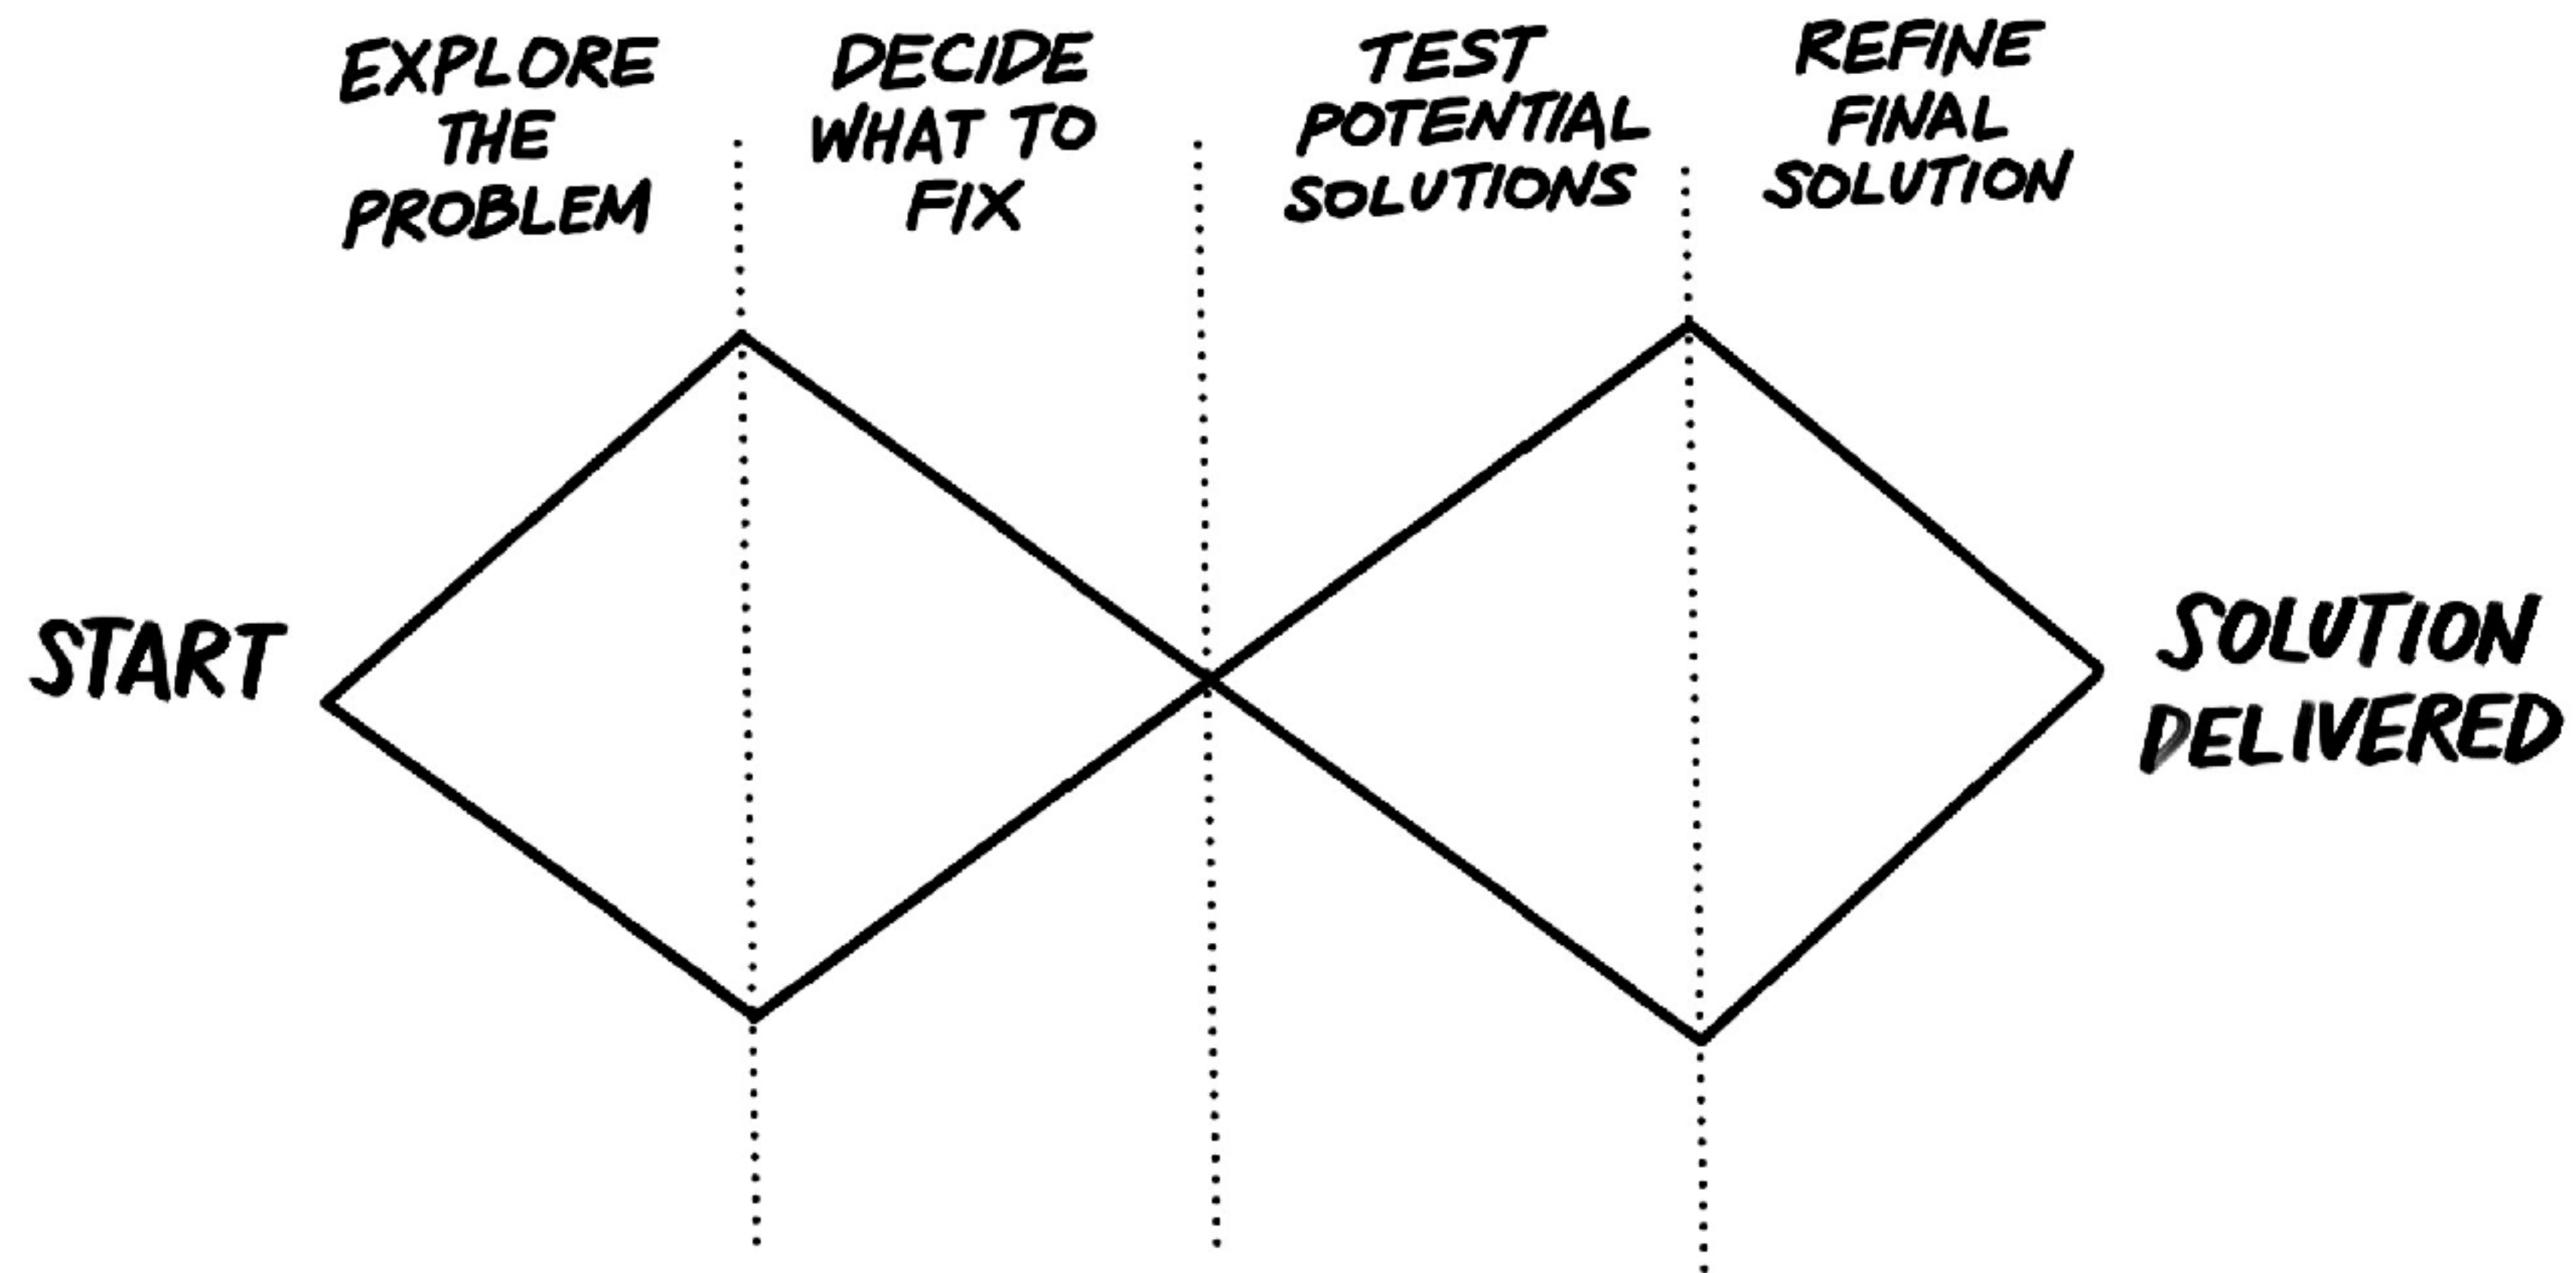 EXPLORE
THE
PROBLEM
DECIDE
WHAT TO
FIX
TEST
POTENTIAL
SOLUTIONS
REFINE
FINAL
SOLUTION
START
SOLUTION
DELIVERED